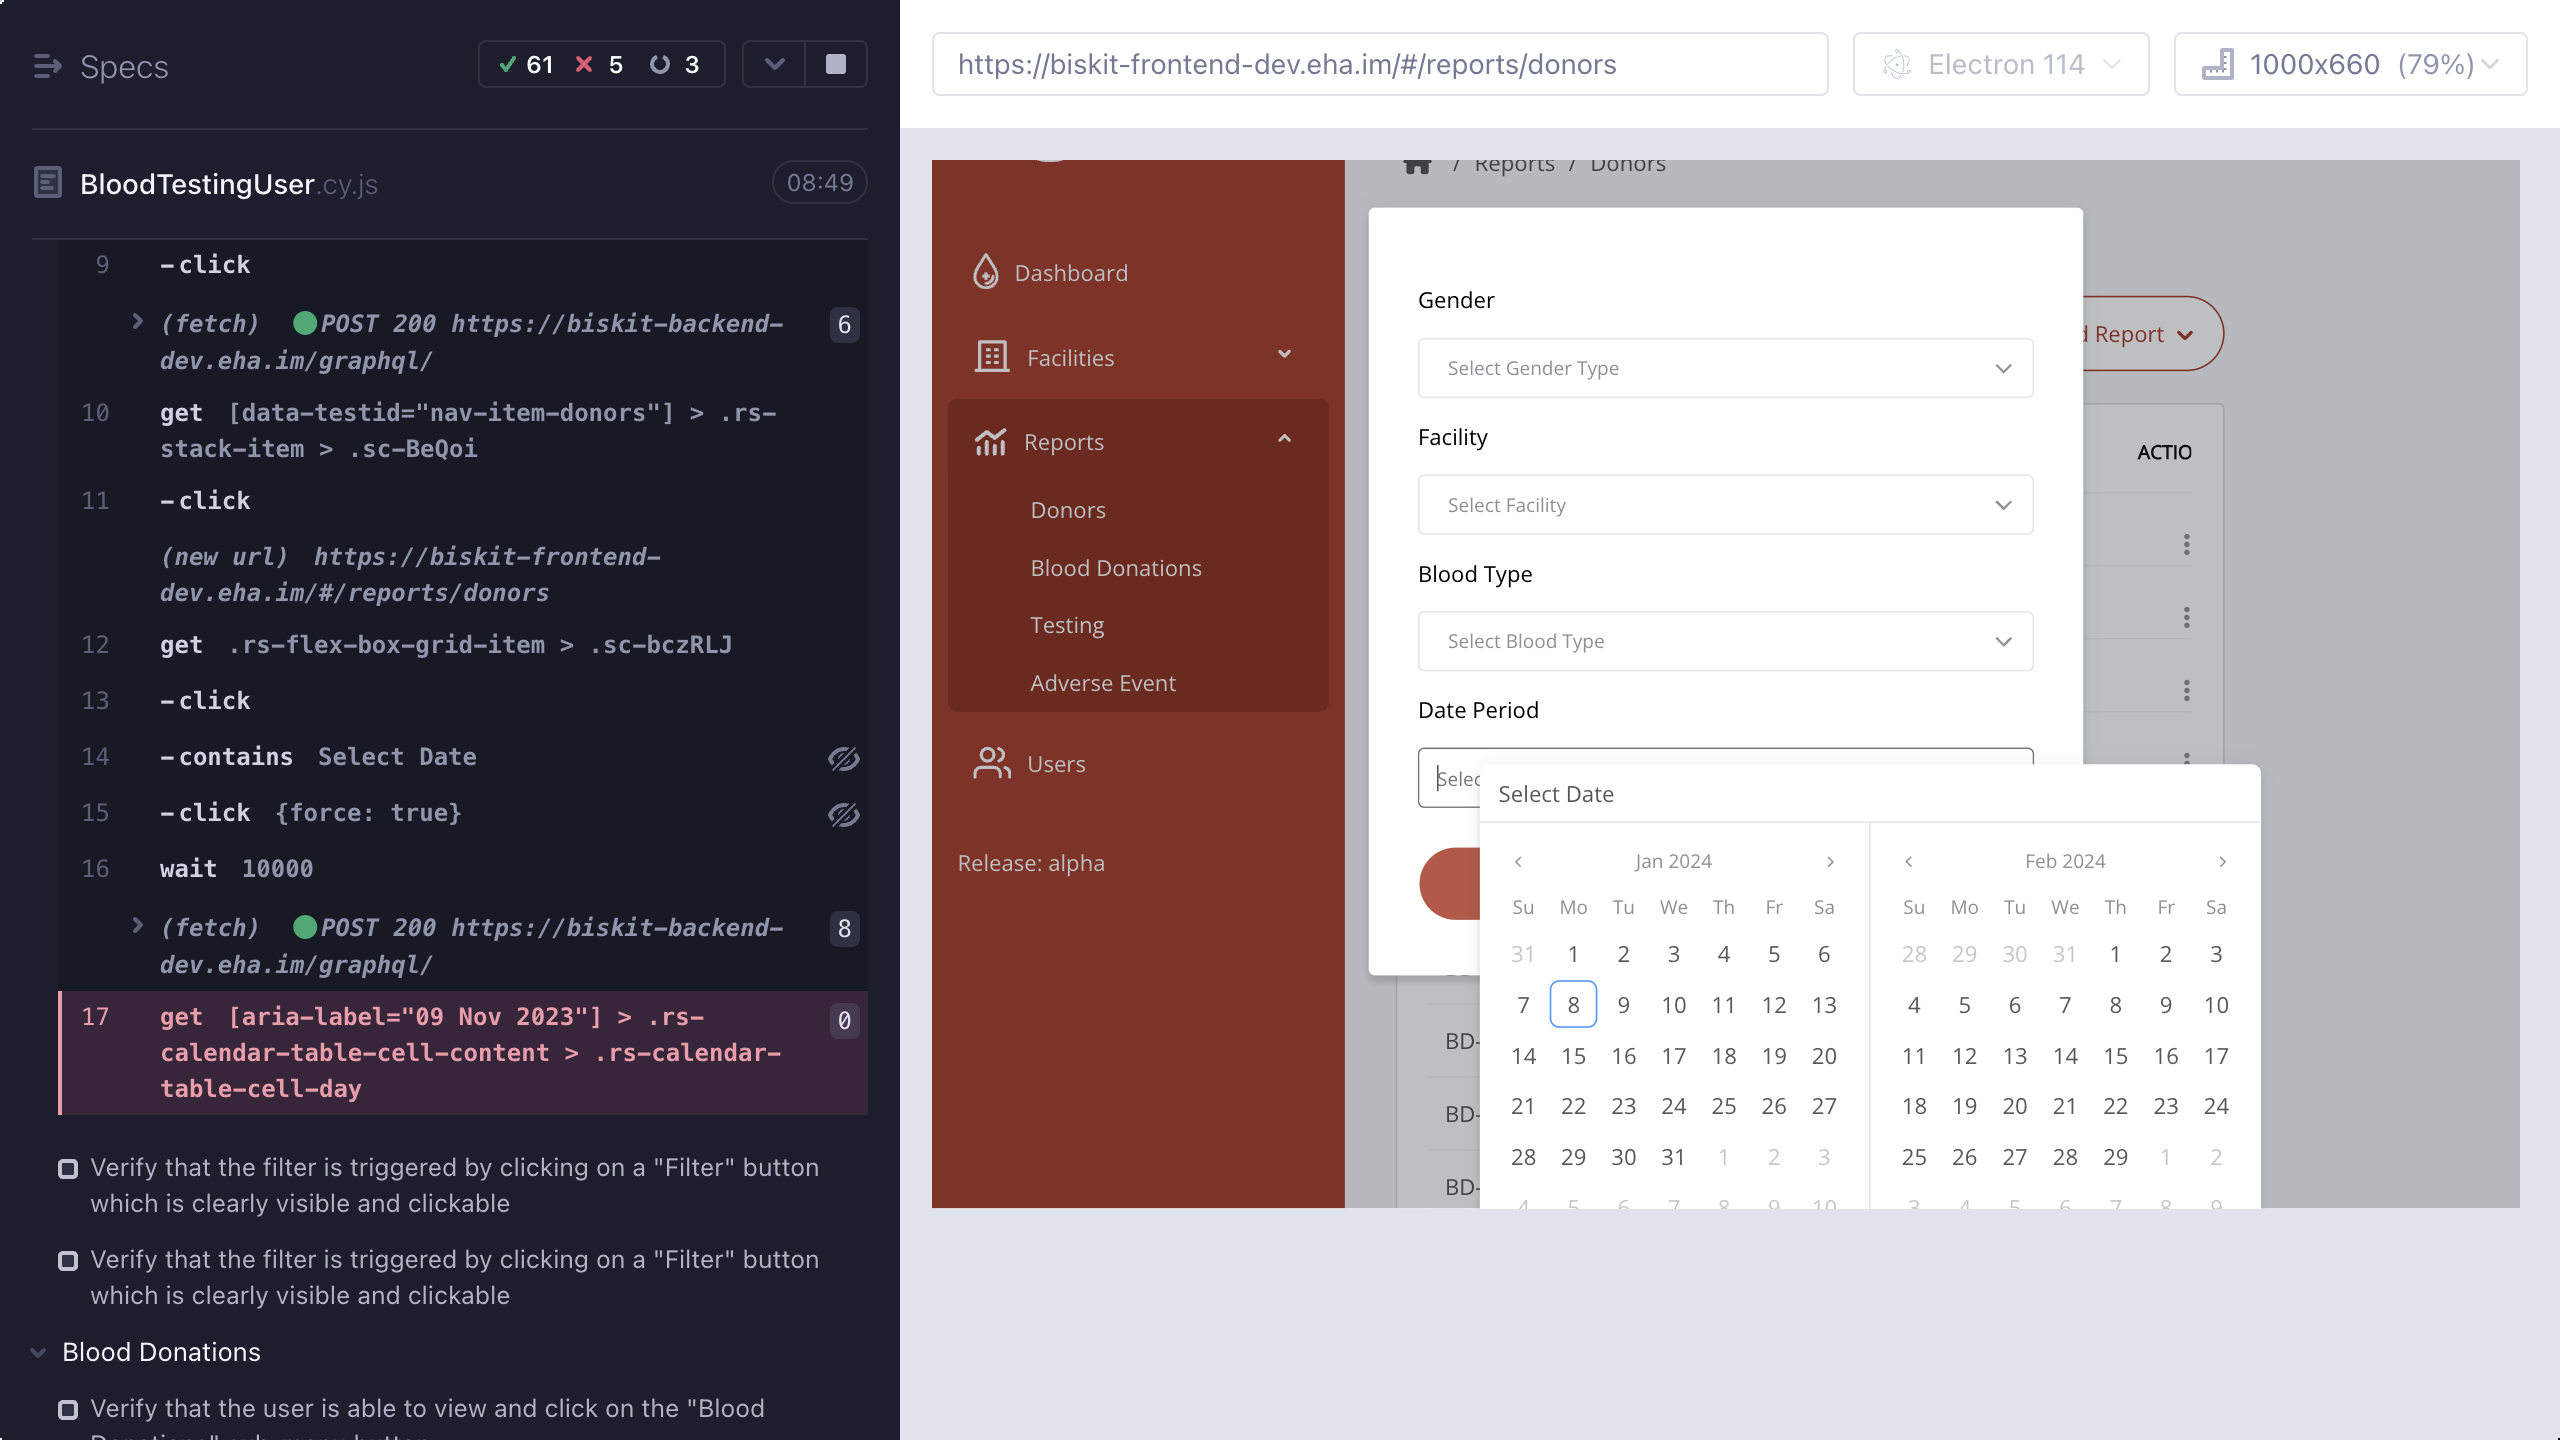 Specs
61 5 3
BloodTestingUser.cy.js 08:49
9 -click
(fetch) POST 200 https://biskit-backend- 6
dev.eha.im/graphql/
10 get [data-testid="nav-item-donors"] > .rs-
stack-item > .sc-BeQoi
11 -click
(new url) https://biskit-frontend-
dev.eha.im/#/reports/donors
12 get .rs-flex-box-grid-item > .sc-bczRLJ
13 -click
14 -contains Select Date
15 -click {force: true}
16 wait 10000
(fetch) POST 200 https://biskit-backend- 8
dev.eha.im/graphql/
17 get [aria-label="09 Nov 2023"] > .rs- 0
calendar-table-cell-content > .rs-calendar-
table-cell-day
Verify that the filter is triggered by clicking on a "Filter" button
which is clearly visible and clickable
Verify that the filter is triggered by clicking on a "Filter" button
which is clearly visible and clickable
Blood Donations
Verify that the user is able to view and click on the "Blood
https://biskit-frontend-dev.eha.im/#/reports/donors
Electron 114
1000x660 (79%)
/ Reports / Donors
Dashboard
Facilities
Reports
Donors
Blood Donations
Testing
Adverse Event
Users
Release: alpha
Gender
Select Gender Type
Facility
Select Facility
Blood Type
Select Blood Type
Date Period
Selec
d Report
ACTIO
BD-
BD-
BD-
Select Date
Jan 2024
Su Mo Tu We Th Fr Sa
31 1 2 3 4 5 6
7 8 9 10 11 12 13
14 15 16 17 18 19 20
21 22 23 24 25 26 27
28 29 30 31 1 2 3
4 5 6 7 8 9 10
Feb 2024
Su Mo Tu We Th Fr Sa
28 29 30 31 1 2 3
4 5 6 7 8 9 10
11 12 13 14 15 16 17
18 19 20 21 22 23 24
25 26 27 28 29 1 2
3 4 5 6 7 8 9